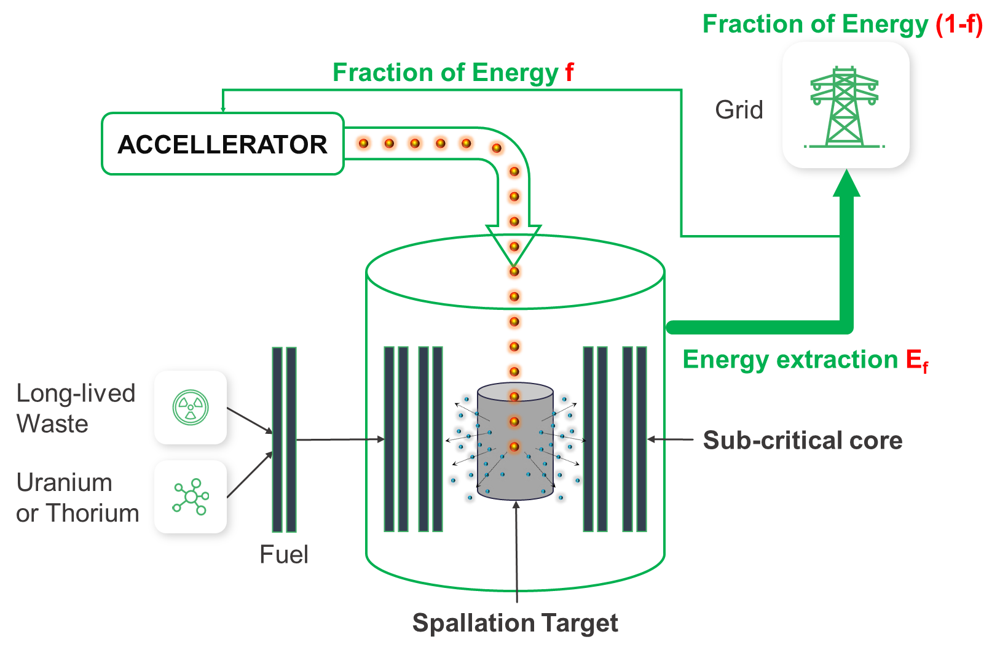 Fraction of Energy (1-f)
Fraction of Energy f
Grid
ACCELLERATOR
Energy extraction Ef
Long-lived
Waste
Sub-critical core
Uranium
or Thorium
Fuel
Spallation Target